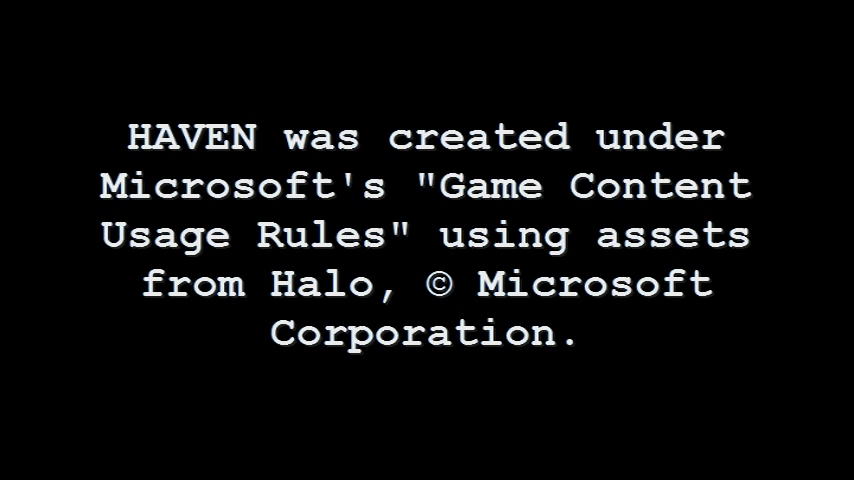 HAVEN was created under
Microsoft's "Game Content
Usage Rules" using assets
from Halo, © Microsoft
Corporation.